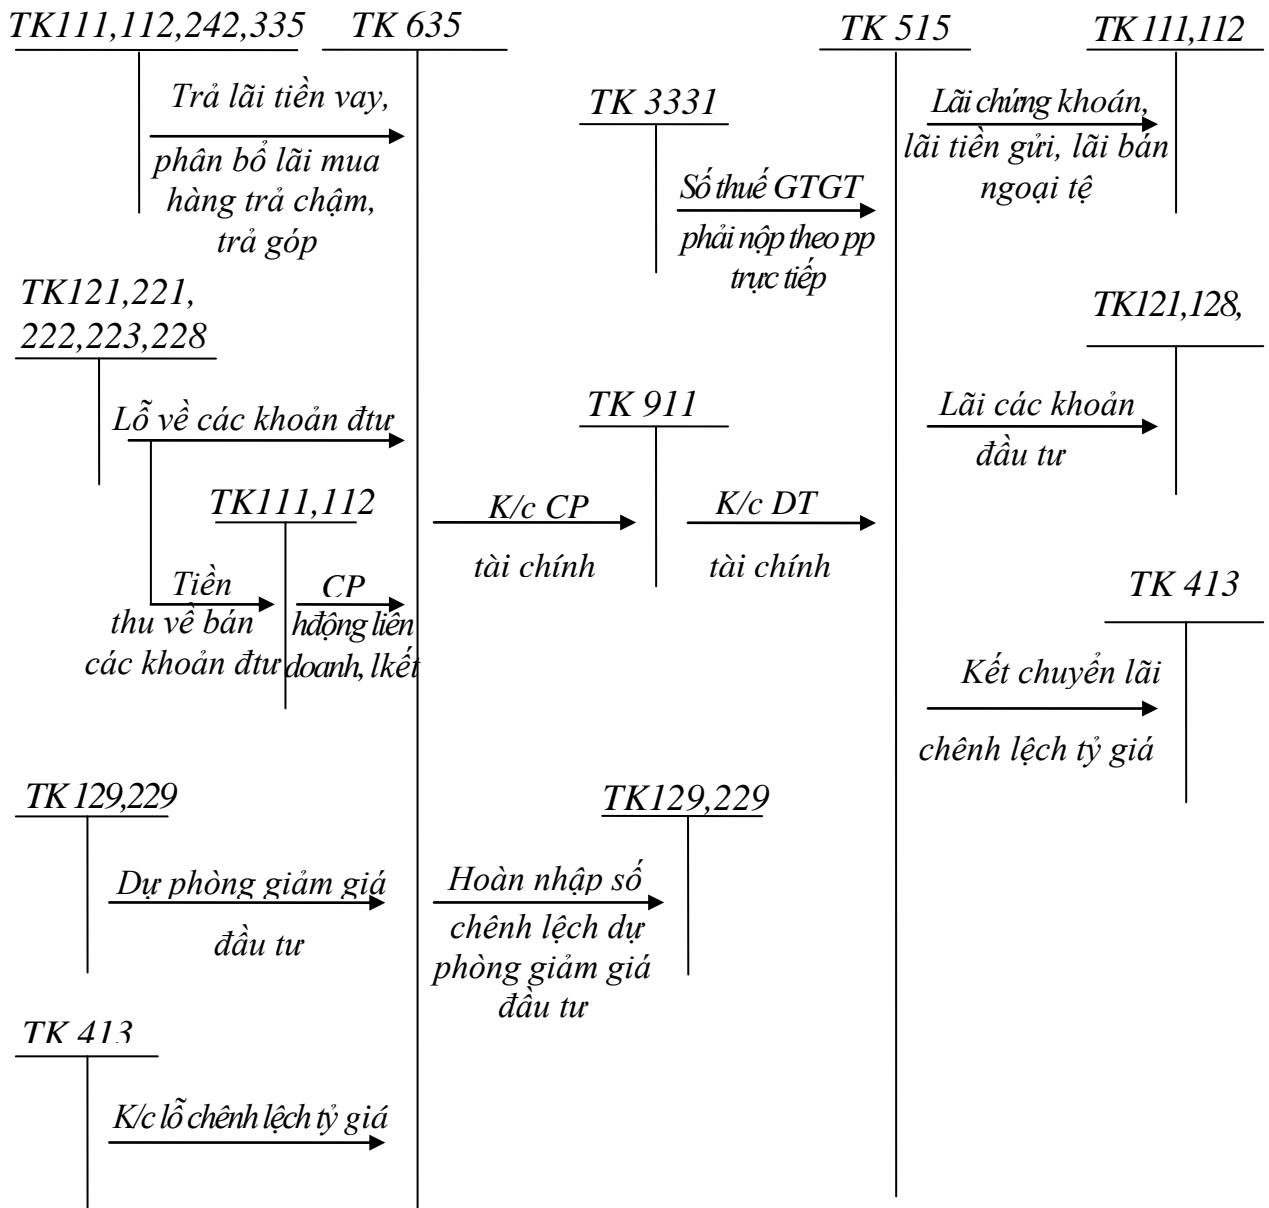 TK111,112,242,335
TK 635
TK 515
TK 111,112
Trả lãi tiền vay,
phân bổ lãi mua
hàng trả chậm,
trả góp
TK 3331
Số thuế GTGT
phải nộp theo pp
trực tiếp
Lãi chứng khoán,
lãi tiền gửi, lãi bán
ngoại tệ
TK121,221,
222,223,228
TK121,128,
Lỗ về các khoản đtư
TK 911
Lãi các khoản
đầu tư
TK111,112
K/c CP
tài chính
K/c DT
tài chính
Tiền
thu về bán
các khoản đtư
CP
hđộng liên
doanh, lkết
TK 413
Kết chuyển lãi
chênh lệch tỷ giá
TK 129,229
TK129,229
Dự phòng giảm giá
đầu tư
Hoàn nhập số
chênh lệch dự
phòng giảm giá
đầu tư
TK 413
K/c lỗ chênh lệch tỷ giá